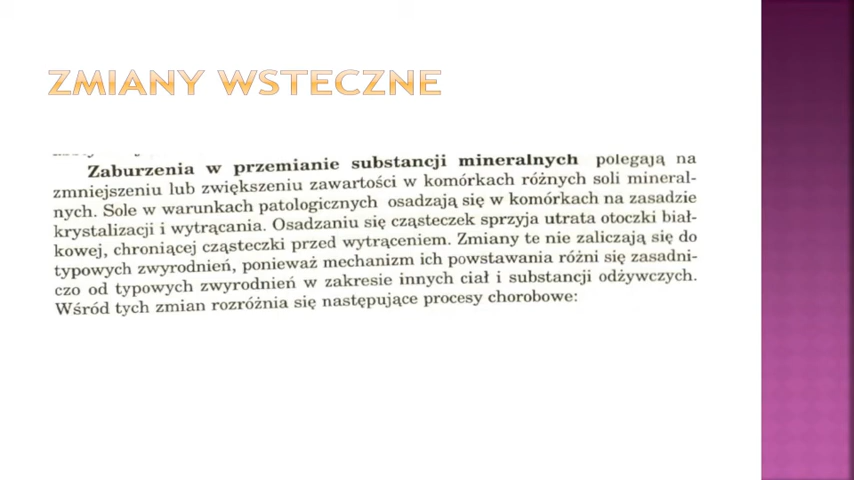 ZMIANY WSTECZNE
Zaburzenia w przemianie substancji mineralnych polegają na
zmniejszeniu lub zwiększeniu zawartości w komórkach różnych soli mineral-
nych. Sole w warunkach patologicznych osadzają się w komórkach na zasadzie
krystalizacji i wytrącania. Osadzaniu się cząsteczek sprzyja utrata otoczki biał-
kowej, chroniącej cząsteczki przed wytrąceniem. Zmiany te nie zaliczają się do
typowych zwyrodnień, ponieważ mechanizm ich powstawania różni się zasadni-
czo od typowych zwyrodnień w zakresie innych ciał i substancji odżywczych.
Wśród tych zmian rozróżnia się następujące procesy chorobowe: